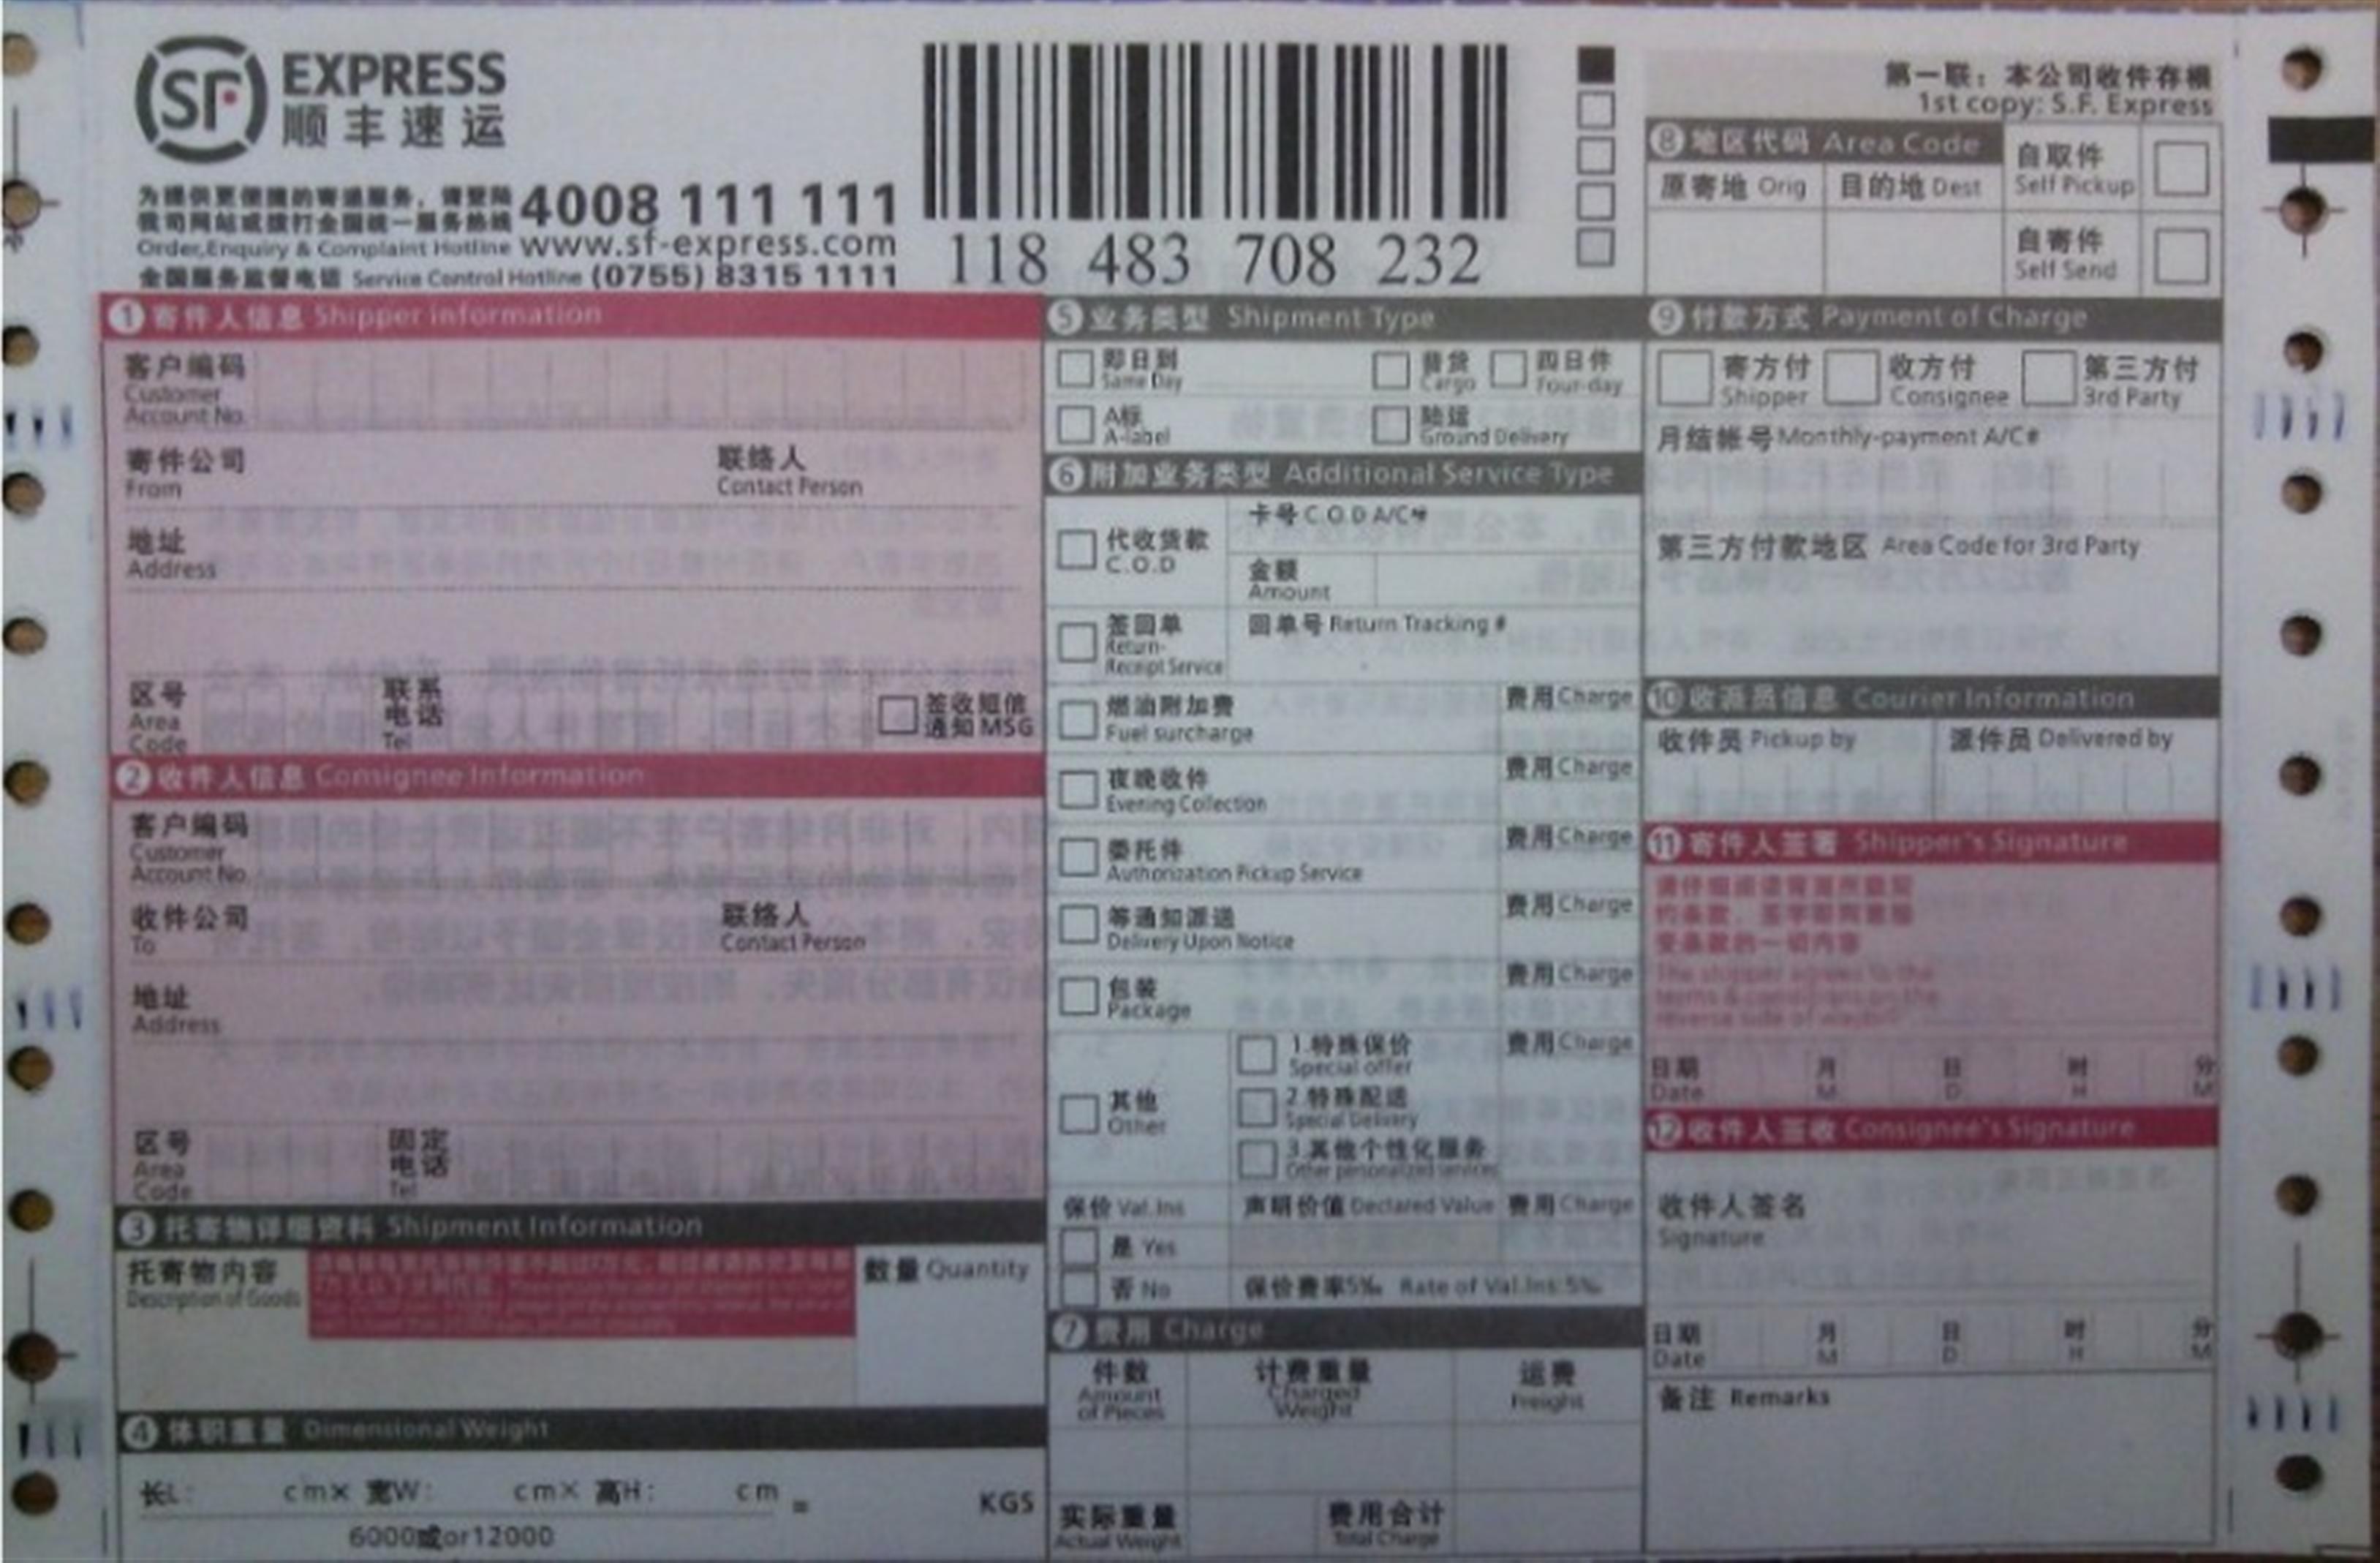 SF EXPRESS
顺丰速运
为提供更便捷的寄递服务，请登陆
我司网站或拨打全国统一服务热线
4008 111 111
Order,Enquiry & Complaint Hotline www.sf-express.com
全国服务监督电话 Service Control Hotline (0755) 8315 1111
118 483 708 232
第一联：本公司收件存根
1st copy: S.F. Express
8 地区代码 Area Code
原寄地 Orig 目的地 Dest
自取件
Self Pickup
自寄件
Self Send
1 寄件人信息 Shipper information
客户编码
Customer
Account No.
寄件公司
From
联络人
Contact Person
地址
Address
区号
Area
Code
联系
电话
Tel
签收短信
通知 MSG
2 收件人信息 Consignee Information
客户编码
Customer
Account No.
收件公司
To
联络人
Contact Person
地址
Address
区号
Area
Code
固定
电话
Tel
3 托寄物详细资料 Shipment Information
托寄物内容
Description of Goods
数量 Quantity
4 体积重量 Dimensional Weight
长L: cm× 宽W: cm× 高H: cm = KGS
6000或or12000
5 业务类型 Shipment Type
即日到
Same Day
普货
Cargo
四日件
Four-day
A标
A-label
陆运
Ground Delivery
6 附加业务类型 Additional Service Type
代收货款
C.O.D
卡号 C.O.D A/C#
金额
Amount
签回单
Return-
Receipt Service
回单号 Return Tracking #
燃油附加费
Fuel surcharge
费用 Charge
夜晚收件
Evening Collection
费用 Charge
委托件
Authorization Pickup Service
费用 Charge
等通知派送
Delivery Upon Notice
费用 Charge
包装
Package
费用 Charge
其他
Other
1.特殊保价
Special offer
费用 Charge
2.特殊配送
Special Delivery
3.其他个性化服务
Other personalized services
保价 Val.Ins 声明价值 Declared Value 费用 Charge
是 Yes
否 No 保价费率5‰ Rate of Val.Ins:5‰
7 费用 Charge
件数
Amount
of Pieces
计费重量
Charged
Weight
运费
Freight
实际重量
Actual Weight
费用合计
Total Charge
9 付款方式 Payment of Charge
寄方付
Shipper
收方付
Consignee
第三方付
3rd Party
月结帐号 Monthly-payment A/C#
第三方付款地区 Area Code for 3rd Party
10 收派员信息 Courier Information
收件员 Pickup by 派件员 Delivered by
11 寄件人签署 Shipper's Signature
The shipper agrees to the
terms & conditions on the
reverse side of waybill
日期 月 日 时 分
Date M D H M
12 收件人签收 Consignee's Signature
收件人签名
Signature
日期 月 日 时 分
Date M D H M
备注 Remarks